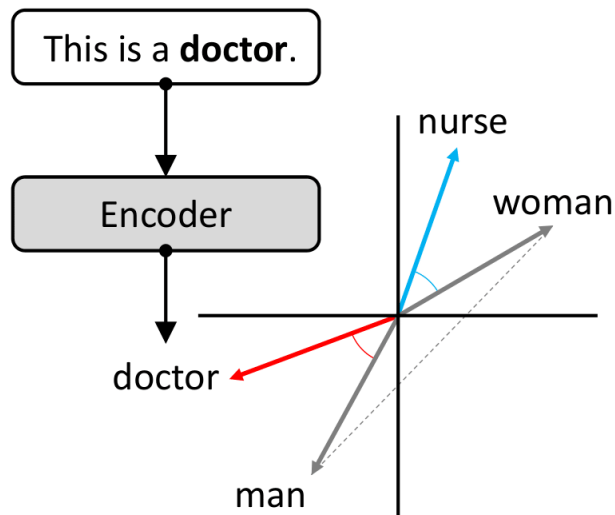 This is a doctor.
Encoder
nurse
woman
doctor
man